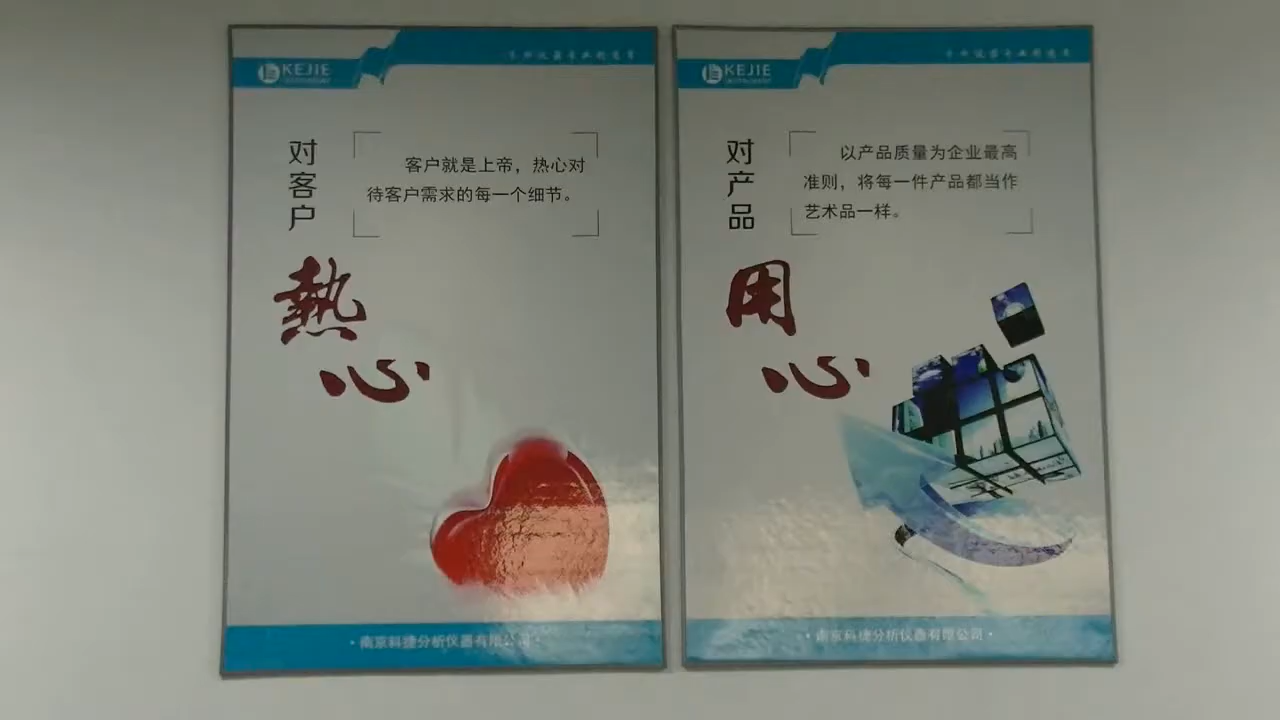 KEJIE
对客户
客户就是上帝，热心对
待客户需求的每一个细节。
熱
心
·南京科捷分析仪器有限公司·
KEJIE
对产品
以产品质量为企业最高
准则，将每一件产品都当作
艺术品一样。
用
心
·南京科捷分析仪器有限公司·